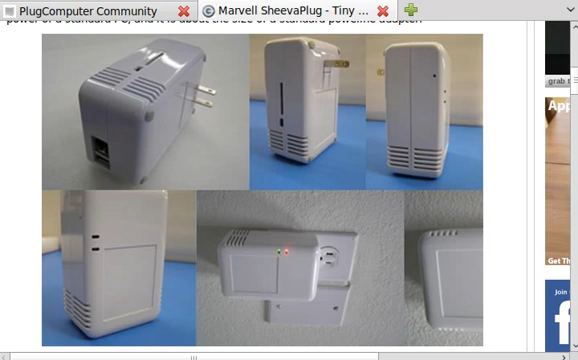 PlugComputer Community
Marvell SheevaPlug - Tiny ...
power of a standard PC, and it is about the size of a standard powerline adapter.
grab t
App
Get Th
Join
f